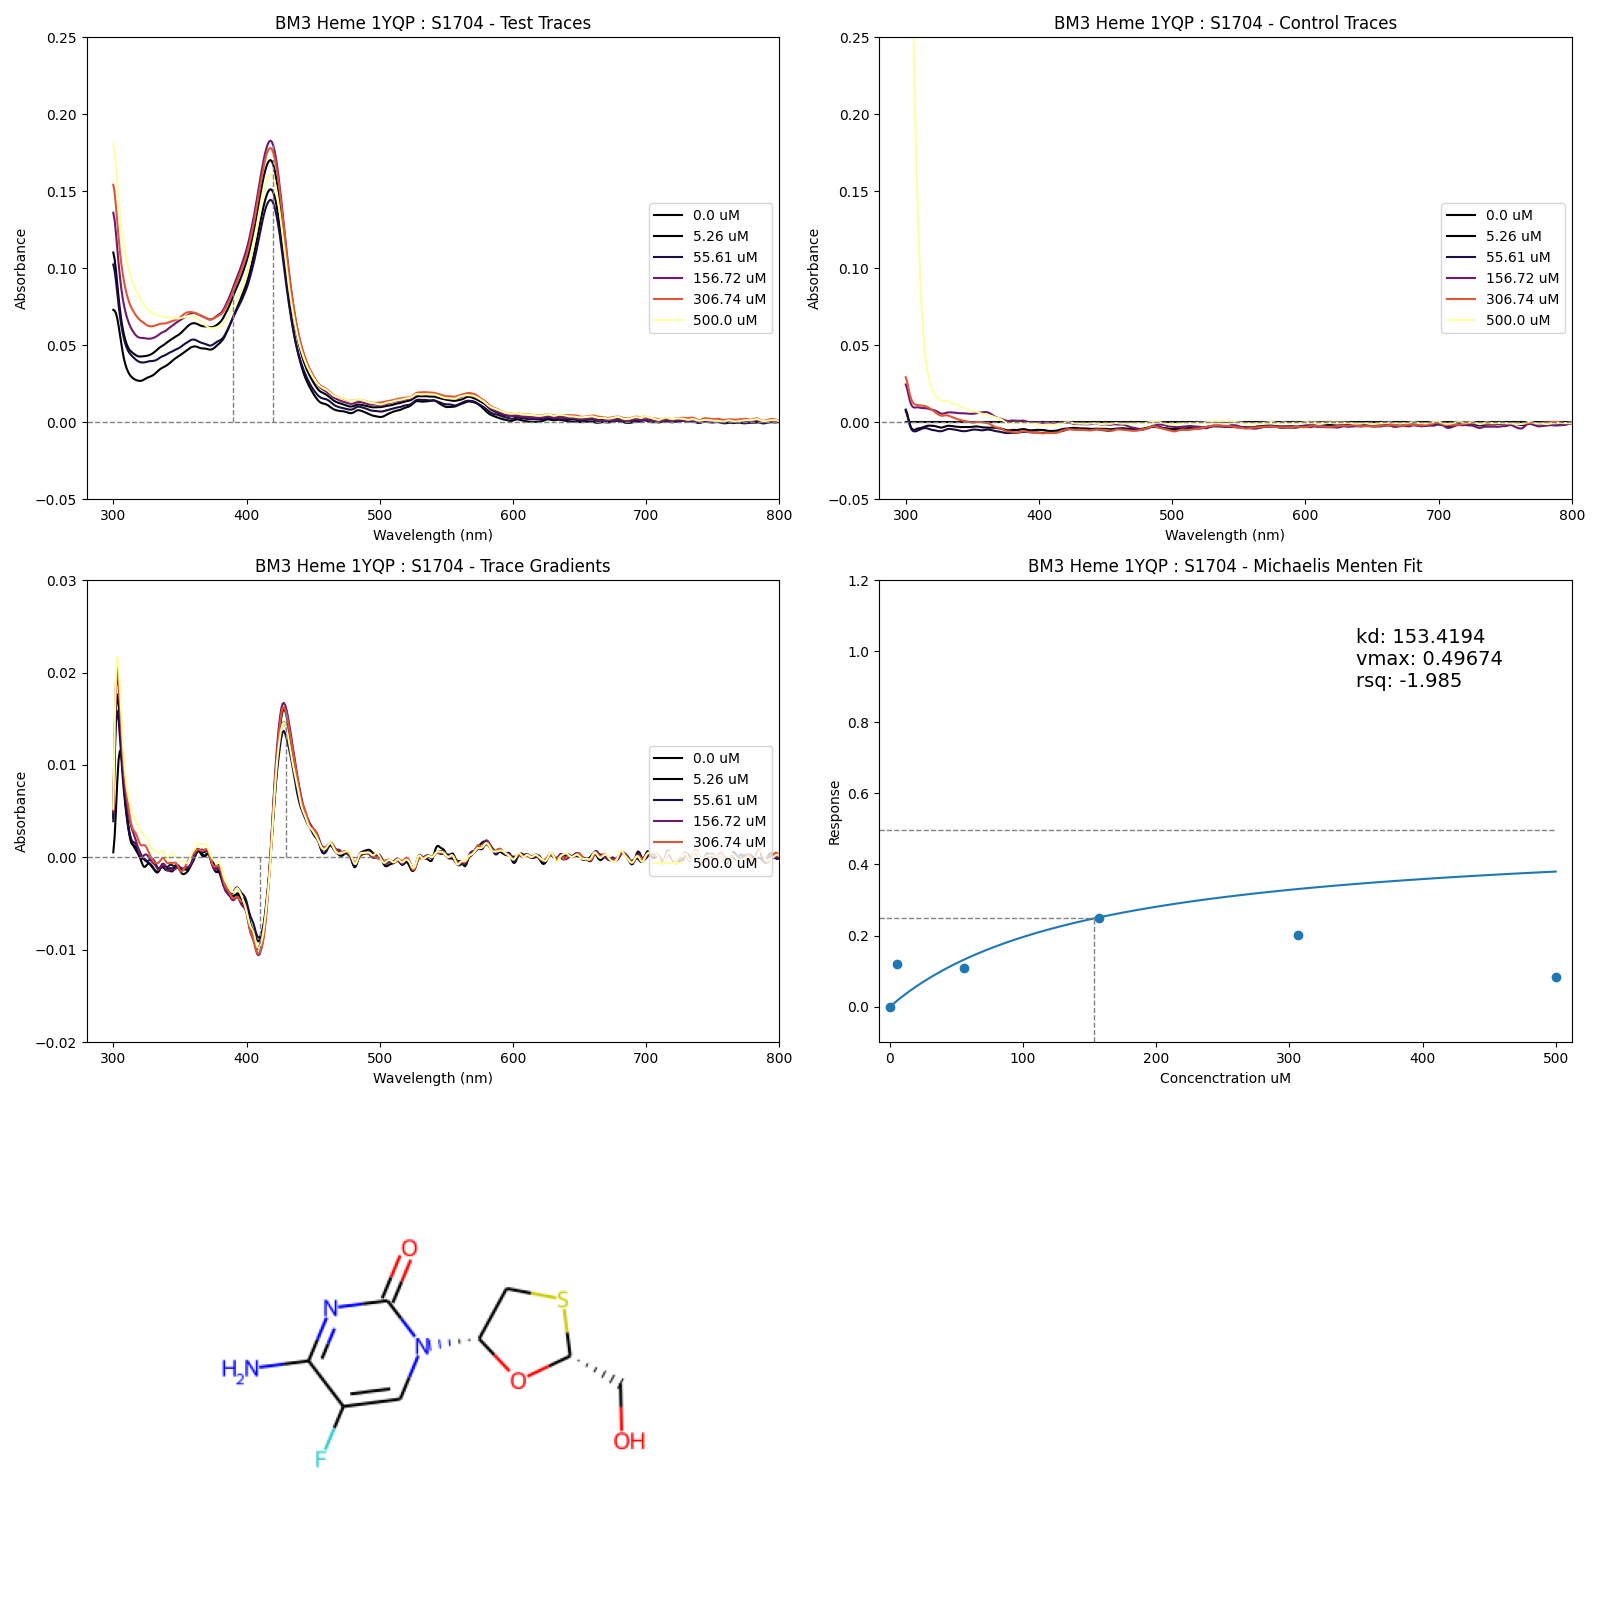 BM3 Heme 1YQP : S1704 - Test Traces
0.25
0.20
0.15
0.10
0.05
0.00
−0.05
Absorbance
300
400
500
600
700
800
Wavelength (nm)
0.0 uM
5.26 uM
55.61 uM
156.72 uM
306.74 uM
500.0 uM
BM3 Heme 1YQP : S1704 - Control Traces
0.25
0.20
0.15
0.10
0.05
0.00
−0.05
Absorbance
300
400
500
600
700
800
Wavelength (nm)
0.0 uM
5.26 uM
55.61 uM
156.72 uM
306.74 uM
500.0 uM
BM3 Heme 1YQP : S1704 - Trace Gradients
0.03
0.02
0.01
0.00
−0.01
−0.02
Absorbance
300
400
500
600
700
800
Wavelength (nm)
0.0 uM
5.26 uM
55.61 uM
156.72 uM
306.74 uM
500.0 uM
BM3 Heme 1YQP : S1704 - Michaelis Menten Fit
1.2
1.0
0.8
0.6
0.4
0.2
0.0
Response
kd: 153.4194
vmax: 0.49674
rsq: -1.985
0
100
200
300
400
500
Concenctration uM
O
N
S
N
H2N
O
OH
F